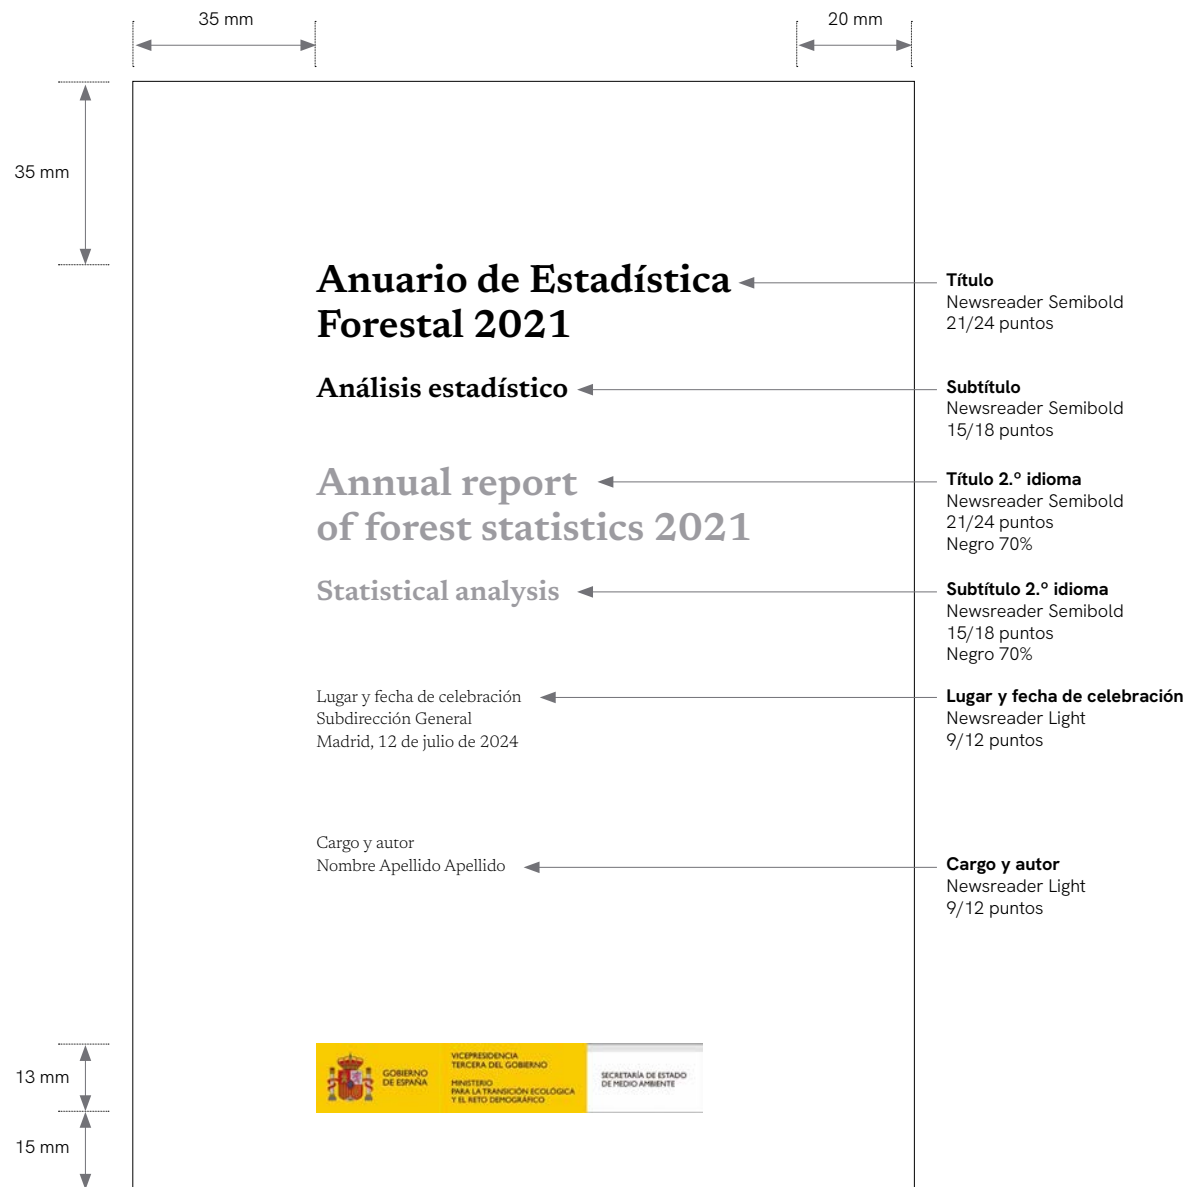 35 mm
20 mm
35 mm
Anuario de Estadística
Forestal 2021
Título
Newsreader Semibold
21/24 puntos
Análisis estadístico
Subtítulo
Newsreader Semibold
15/18 puntos
Annual report
of forest statistics 2021
Título 2.º idioma
Newsreader Semibold
21/24 puntos
Negro 70%
Statistical analysis
Subtítulo 2.º idioma
Newsreader Semibold
15/18 puntos
Negro 70%
Lugar y fecha de celebración
Subdirección General
Madrid, 12 de julio de 2024
Lugar y fecha de celebración
Newsreader Light
9/12 puntos
Cargo y autor
Nombre Apellido Apellido
Cargo y autor
Newsreader Light
9/12 puntos
13 mm
GOBIERNO
DE ESPAÑA
VICEPRESIDENCIA
TERCERA DEL GOBIERNO
MINISTERIO
PARA LA TRANSICIÓN ECOLÓGICA
Y EL RETO DEMOGRÁFICO
SECRETARÍA DE ESTADO
DE MEDIO AMBIENTE
15 mm